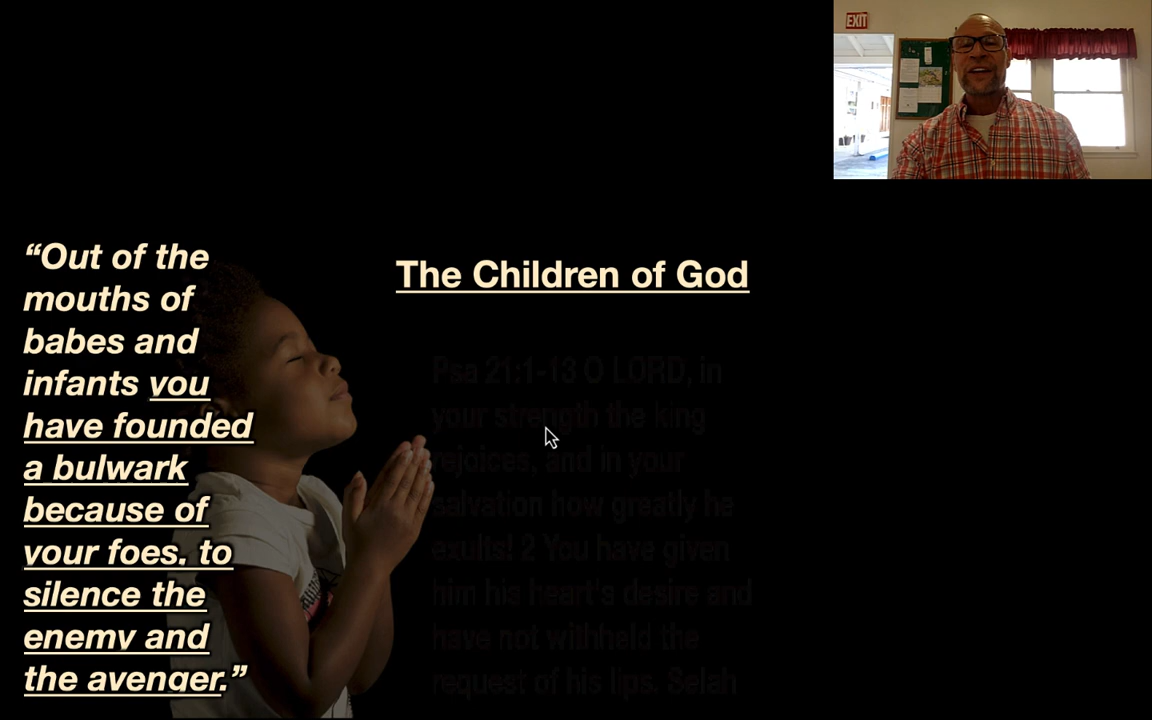 EXIT
“Out of the
mouths of
babes and
infants you
have founded
a bulwark
because of
your foes, to
silence the
enemy and
the avenger.”
The Children of God
Psa 21:1-13 O LORD, in
your strength the king
rejoices, and in your
salvation how greatly he
exults! 2 You have given
him his heart's desire and
have not withheld the
request of his lips. Selah